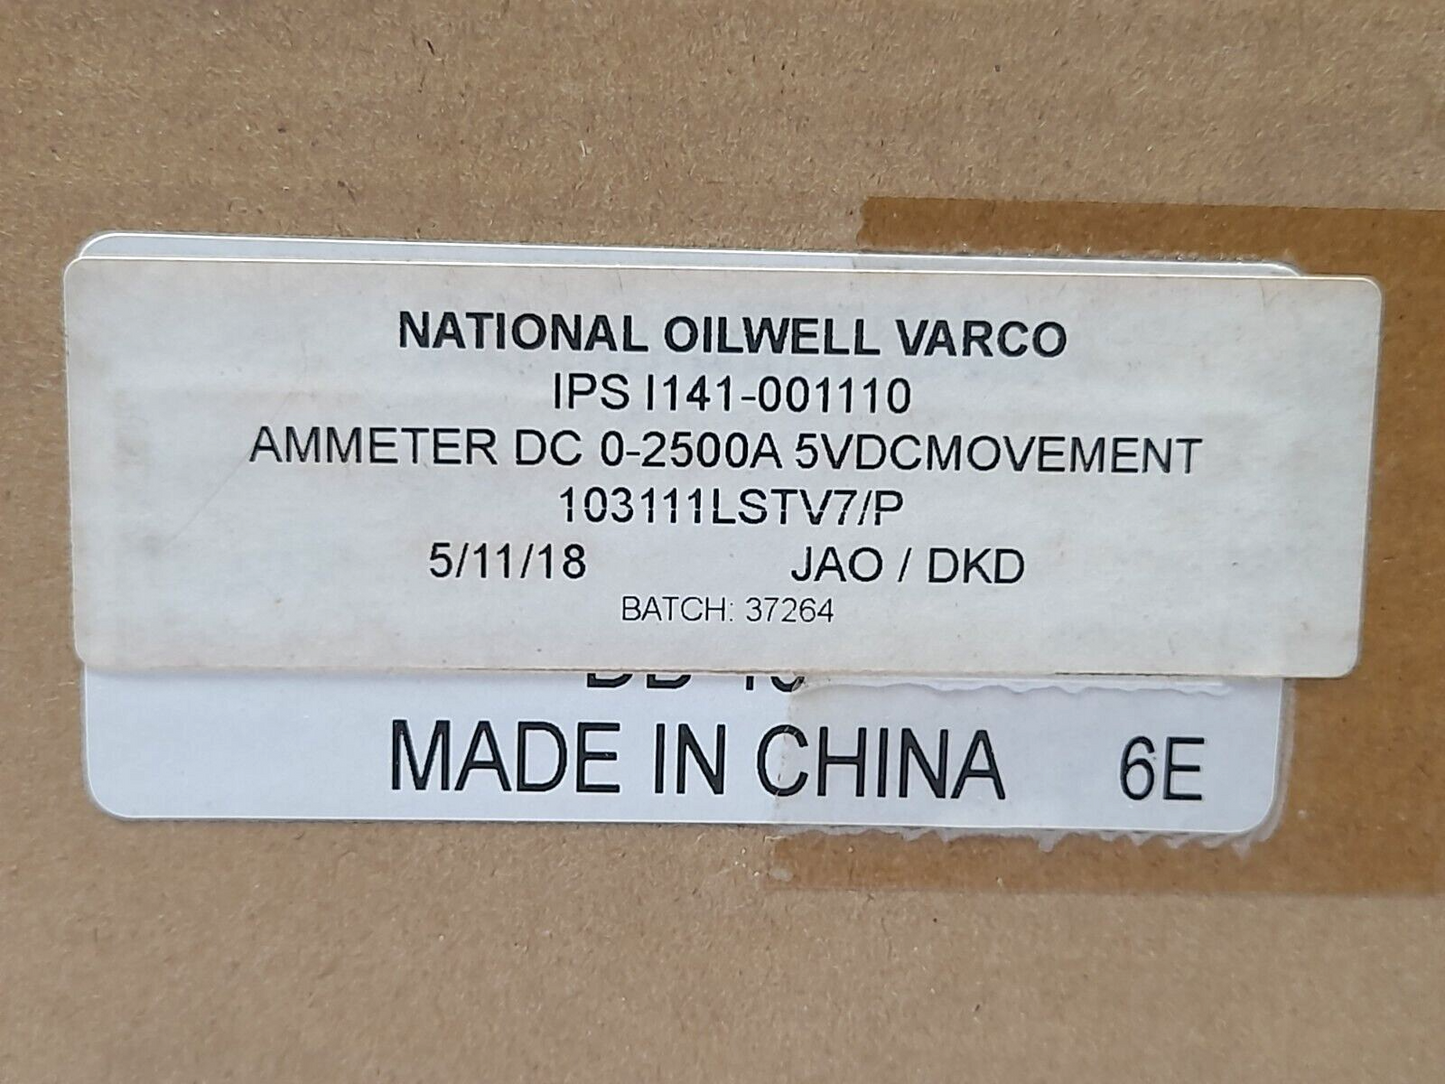 NATIONAL OILWELL VARCO
IPS I141-001110
AMMETER DC 0-2500A 5VDCMOVEMENT
103111LSTV7/P
5/11/18 JAO / DKD
BATCH: 37264
MADE IN CHINA 6E